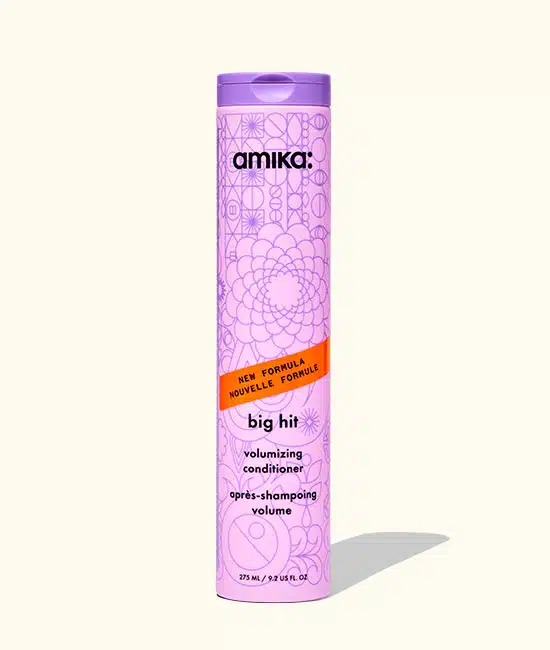 amika:
NEW FORMULA
NOUVELLE FORMULE
big hit
volumizing
conditioner
après-shampoing
volume
275 ML / 9.2 US FL. OZ